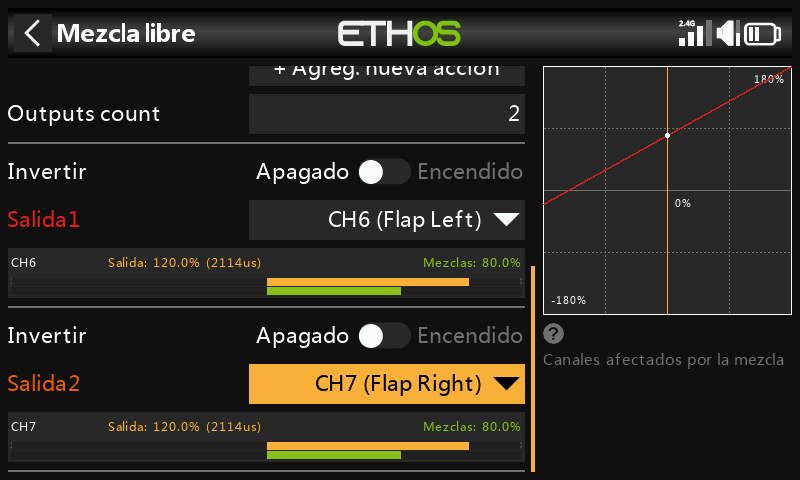 Mezcla libre
ETHOS
2.4G
+ Agreg. nueva acción
Outputs count
2
Invertir
Apagado
Encendido
Salida1
CH6 (Flap Left)
CH6
Salida: 120.0% (2114us)
Mezclas: 80.0%
Invertir
Apagado
Encendido
Salida2
CH7 (Flap Right)
CH7
Salida: 120.0% (2114us)
Mezclas: 80.0%
180%
0%
-180%
?
Canales afectados por la mezcla